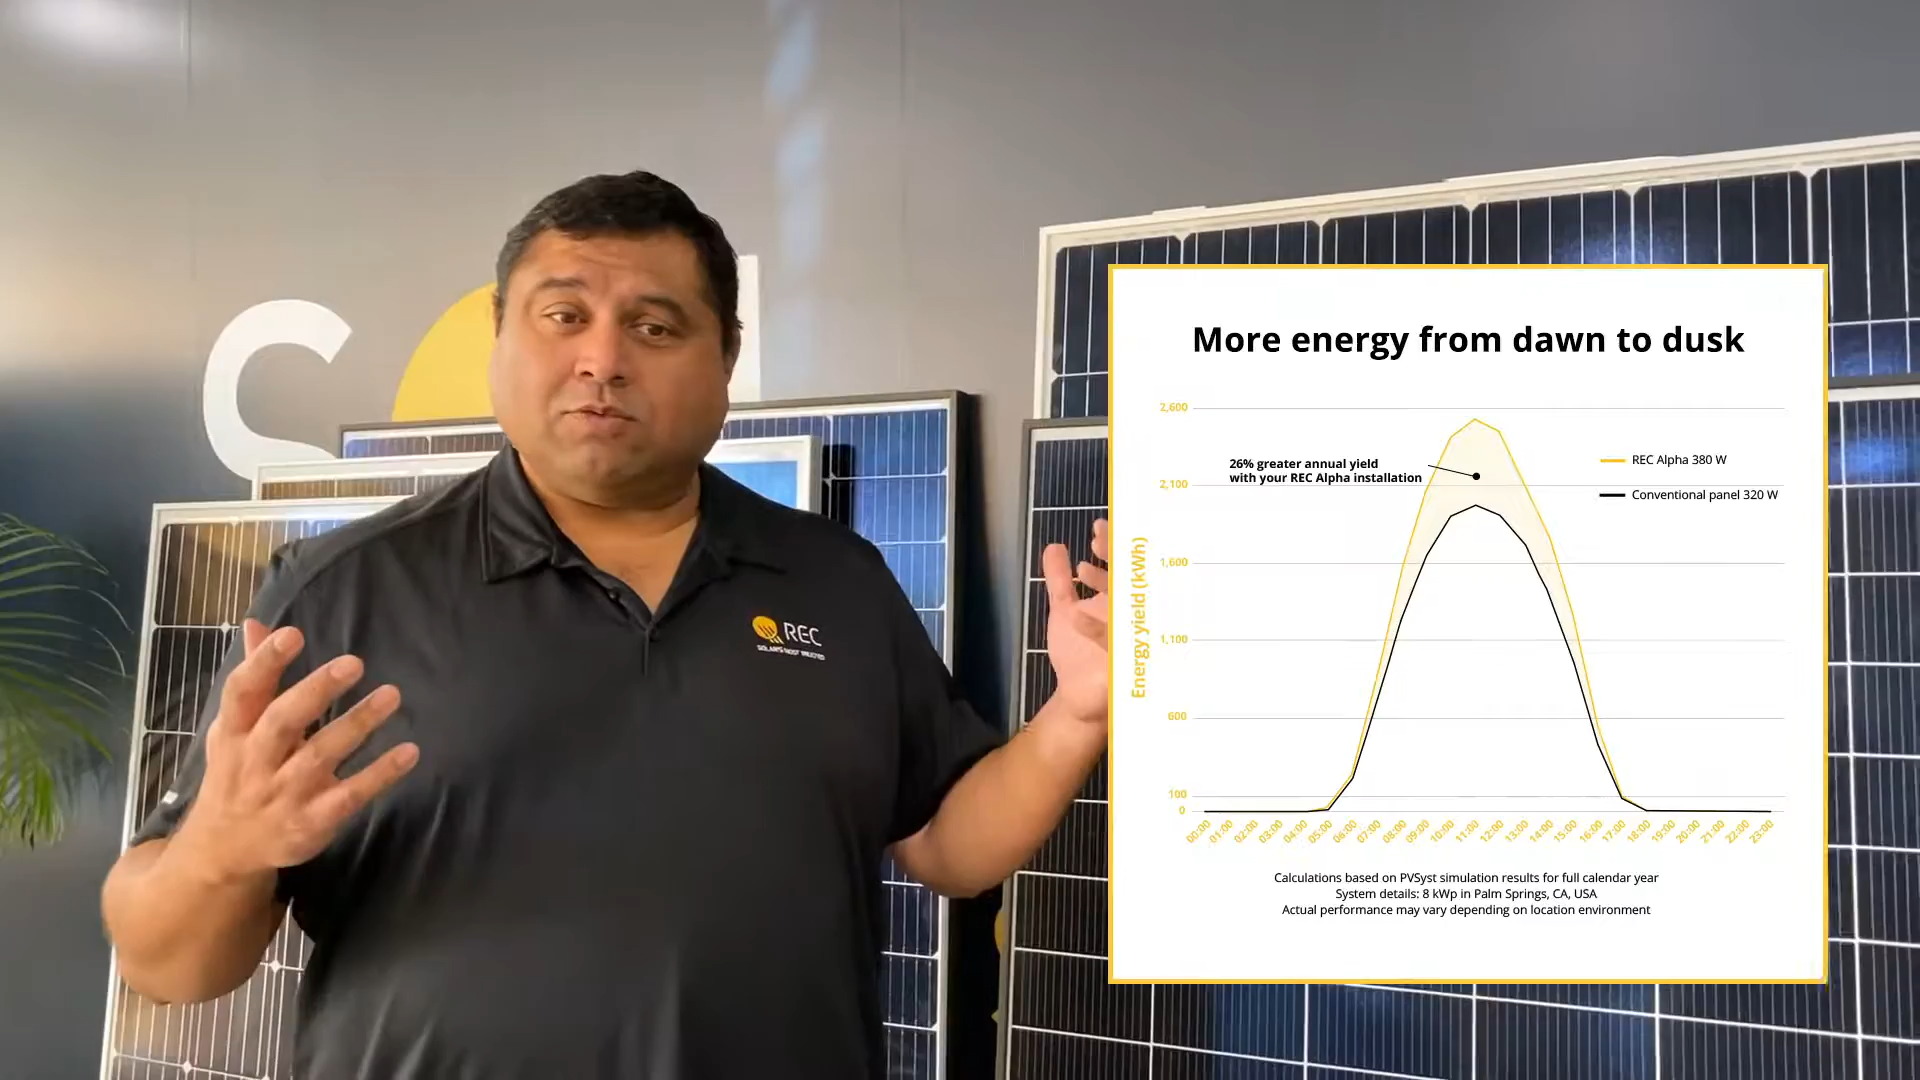 REC
SOLAR'S MOST TRUSTED
More energy from dawn to dusk
2,600
2,100
1,600
1,100
600
100
0
Energy yield (kWh)
26% greater annual yield
with your REC Alpha installation
REC Alpha 380 W
Conventional panel 320 W
00:00 01:00 02:00 03:00 04:00 05:00 06:00 07:00 08:00 09:00 10:00 11:00 12:00 13:00 14:00 15:00 16:00 17:00 18:00 19:00 20:00 21:00 22:00 23:00
Calculations based on PVSyst simulation results for full calendar year
System details: 8 kWp in Palm Springs, CA, USA
Actual performance may vary depending on location environment